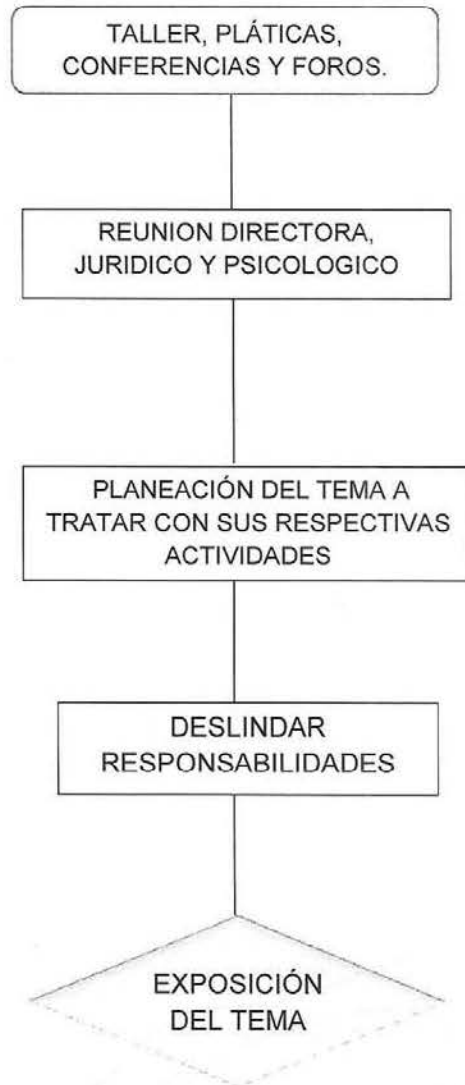 TALLER, PLÁTICAS,
CONFERENCIAS Y FOROS.
REUNION DIRECTORA,
JURIDICO Y PSICOLOGICO
PLANEACIÓN DEL TEMA A
TRATAR CON SUS RESPECTIVAS
ACTIVIDADES
DESLINDAR
RESPONSABILIDADES
EXPOSICIÓN
DEL TEMA